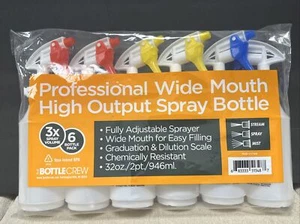 Professional Wide Mouth
High Output Spray Bottle
3x
SPRAY
VOLUME
6
BOTTLE
PACK
- Fully Adjustable Sprayer
- Wide Mouth for Easy Filling
- Graduation & Dilution Scale
- Chemically Resistant
- 32oz./2pt./946ml.
STREAM
SPRAY
MIST
THE BOTTLECREW